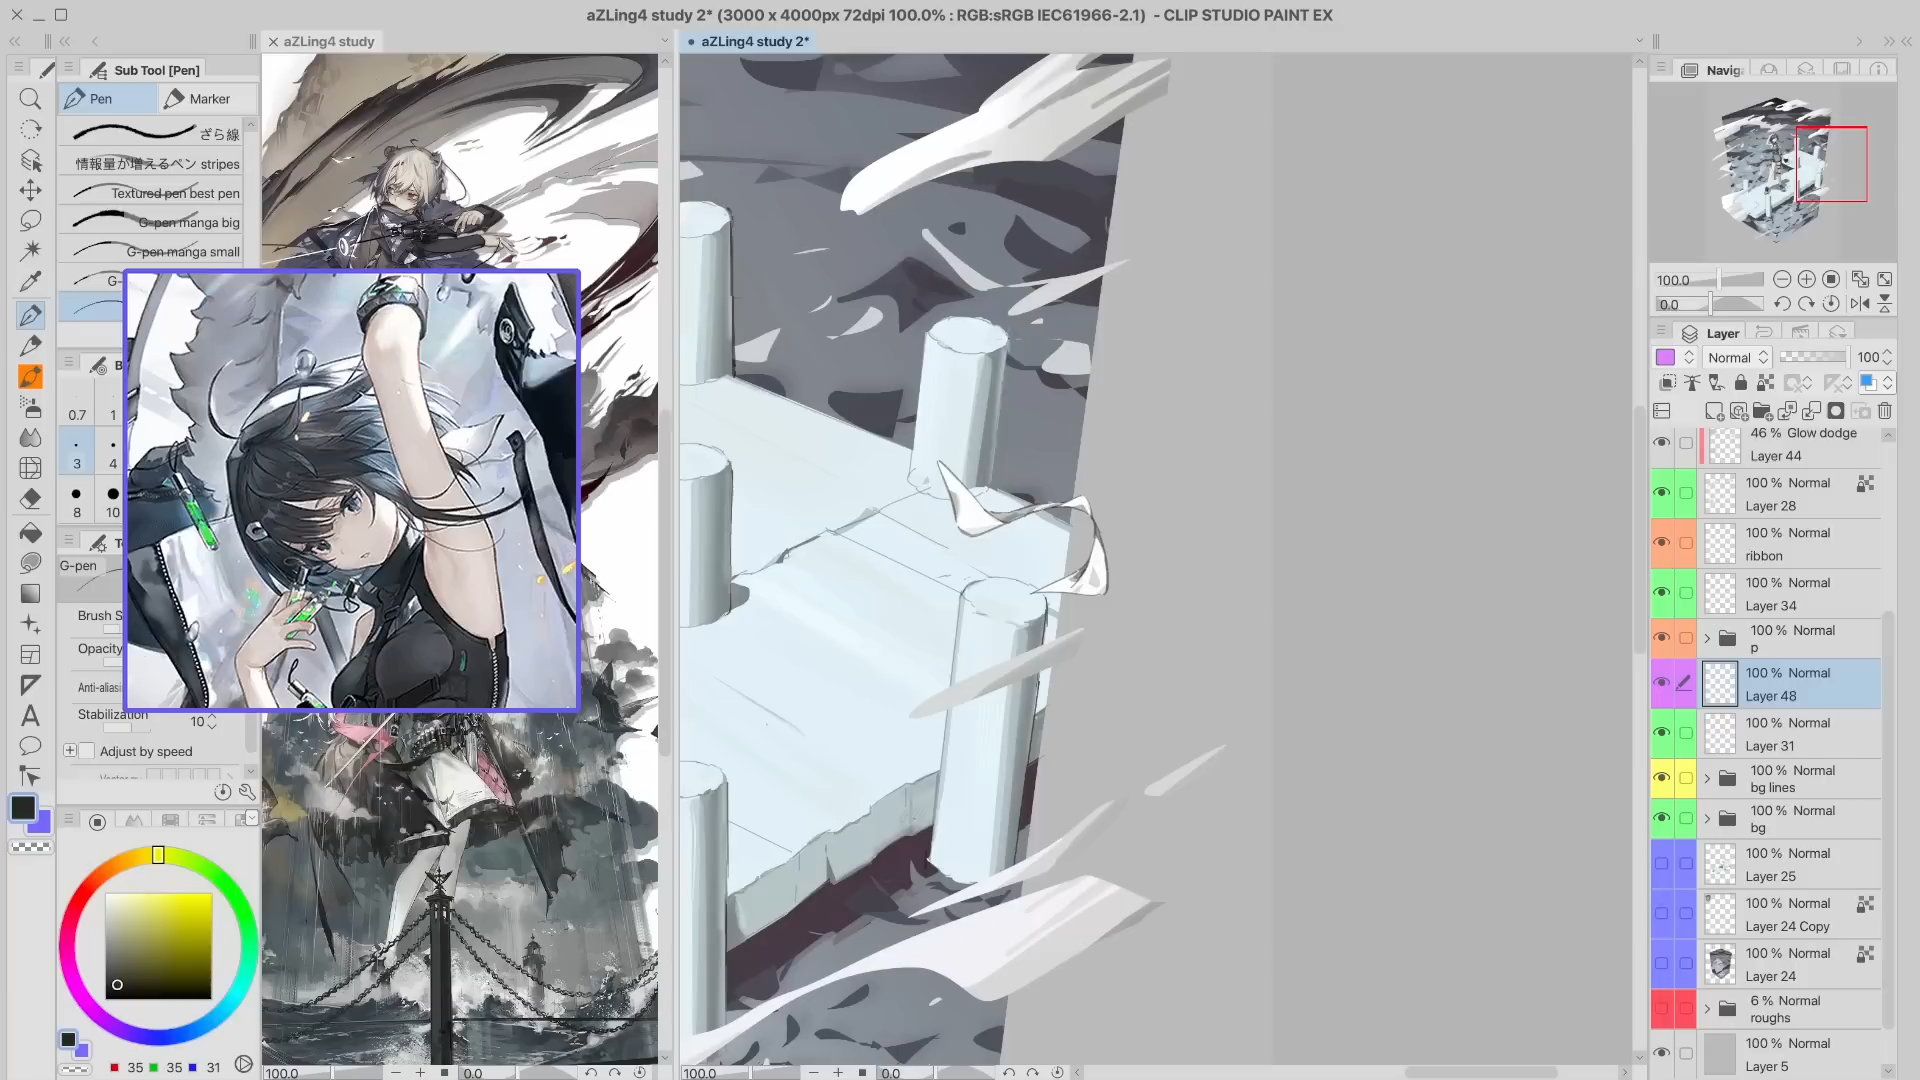 aZLing4 study 2* (3000 x 4000px 72dpi 100.0% : RGB:sRGB IEC61966-2.1) - CLIP STUDIO PAINT EX
aZLing4 study
aZLing4 study 2*
Sub Tool [Pen]
Pen
Marker
ざら線
情報量が増えるペン stripes
Textured pen best pen
G-pen manga big
G-pen manga small
G-
B
0.7
1
3
4
8
10
G-pen
Brush S
Opacity
Anti-alias
Stabilization
10
Adjust by speed
35
35
31
100.0
0.0
100.0
0.0
Navig
100.0
0.0
Layer
Normal
100
46 % Glow dodge
Layer 44
100 % Normal
Layer 28
100 % Normal
ribbon
100 % Normal
Layer 34
100 % Normal
p
100 % Normal
Layer 48
100 % Normal
Layer 31
100 % Normal
bg lines
100 % Normal
bg
100 % Normal
Layer 25
100 % Normal
Layer 24 Copy
100 % Normal
Layer 24
6 % Normal
roughs
100 % Normal
Layer 5